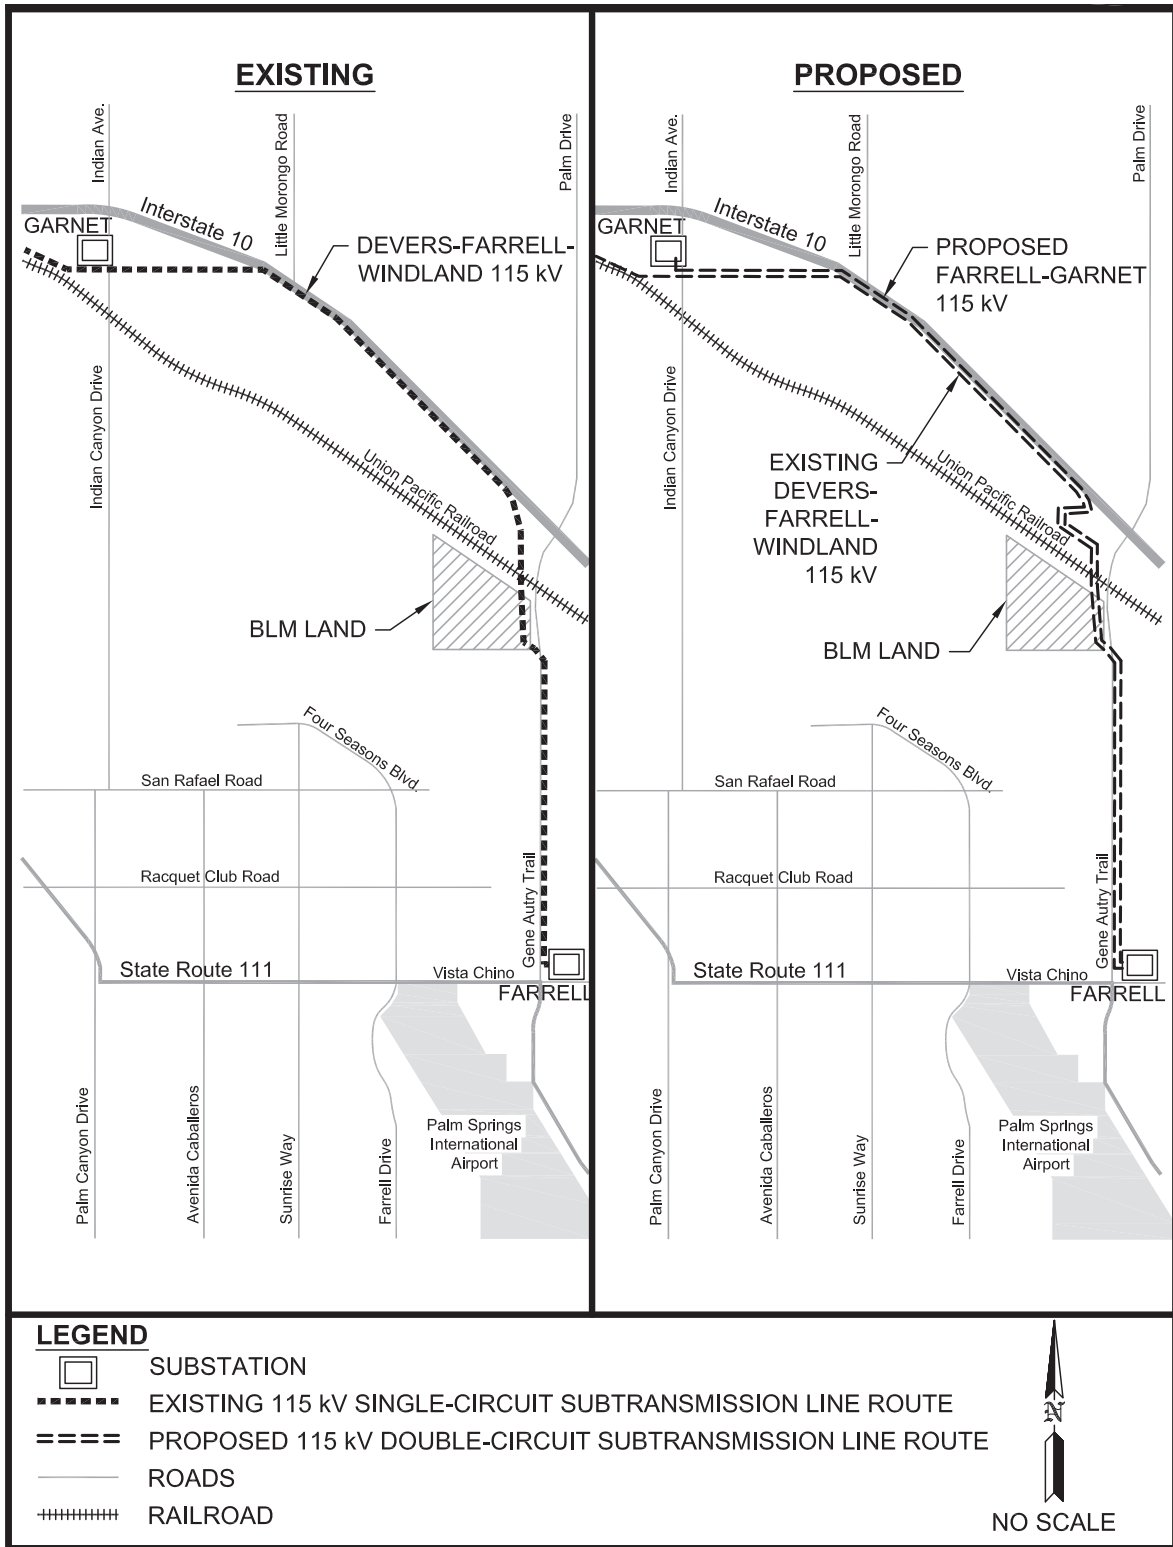 EXISTING
Indian Ave.
Little Morongo Road
Palm Drive
Interstate 10
GARNET
DEVERS-FARRELL-
WINDLAND 115 kV
Indian Canyon Drive
Union Pacific Railroad
BLM LAND
Four Seasons Blvd.
San Rafael Road
Racquet Club Road
Gene Autry Trail
State Route 111
Vista Chino
FARRELL
Palm Canyon Drive
Avenida Caballeros
Sunrise Way
Farrell Drive
Palm Springs
International
Airport
PROPOSED
Indian Ave.
Little Morongo Road
Palm Drive
Interstate 10
GARNET
PROPOSED
FARRELL-GARNET
115 kV
Indian Canyon Drive
EXISTING
DEVERS-
FARRELL-
WINDLAND
115 kV
Union Pacific Railroad
BLM LAND
Four Seasons Blvd.
San Rafael Road
Racquet Club Road
Gene Autry Trail
State Route 111
Vista Chino
FARRELL
Palm Canyon Drive
Avenida Caballeros
Sunrise Way
Farrell Drive
Palm Springs
International
Airport
LEGEND
SUBSTATION
EXISTING 115 kV SINGLE-CIRCUIT SUBTRANSMISSION LINE ROUTE
PROPOSED 115 kV DOUBLE-CIRCUIT SUBTRANSMISSION LINE ROUTE
ROADS
RAILROAD
N
NO SCALE